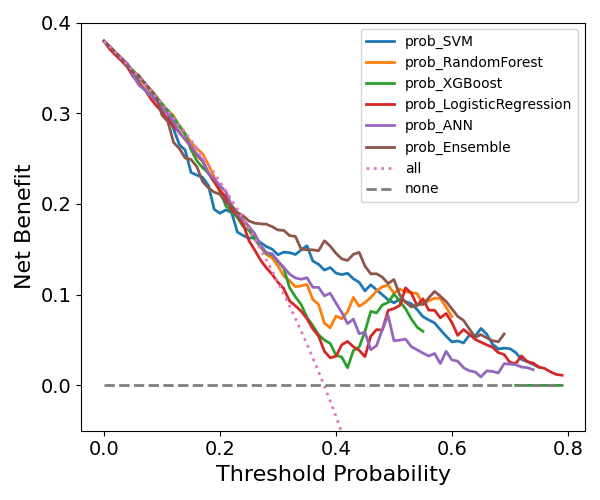 0.4
0.3
0.2
0.1
0.0
Net Benefit
prob_SVM
prob_RandomForest
prob_XGBoost
prob_LogisticRegression
prob_ANN
prob_Ensemble
all
none
0.0 0.2 0.4 0.6 0.8
Threshold Probability